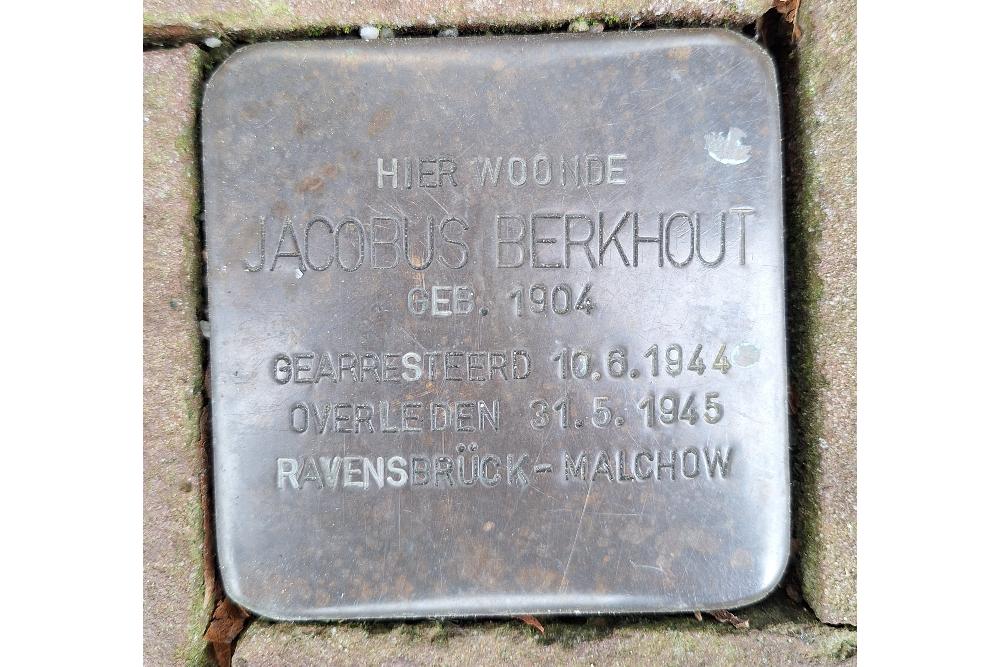 HIER WOONDE
JACOBUS BERKHOUT
GEB. 1904
GEARRESTEERD 10.6.1944
OVERLEDEN 31.5.1945
RAVENSBRÜCK-MALCHOW